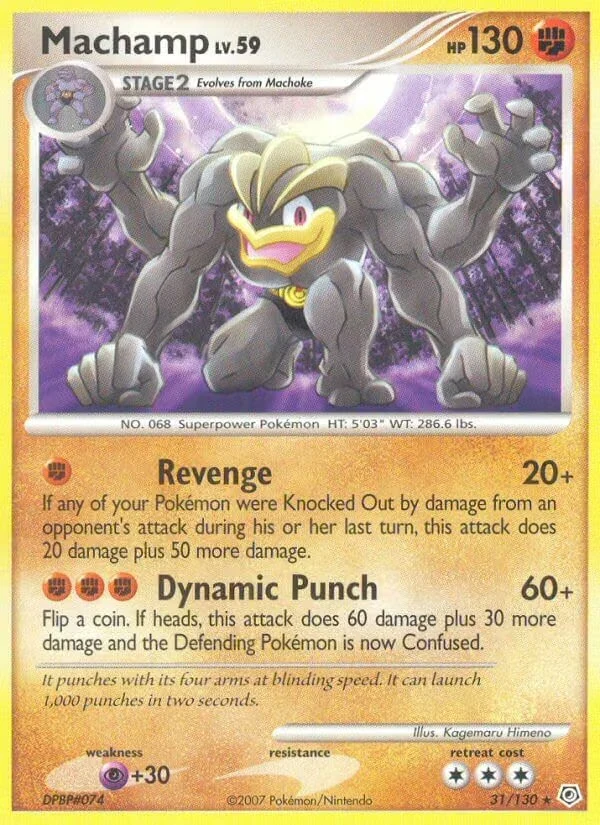 Machamp LV.59 HP 130
STAGE2 Evolves from Machoke
NO. 068 Superpower Pokémon HT: 5'03" WT: 286.6 lbs.
Revenge 20+
If any of your Pokémon were Knocked Out by damage from an
opponent's attack during his or her last turn, this attack does
20 damage plus 50 more damage.
Dynamic Punch 60+
Flip a coin. If heads, this attack does 60 damage plus 30 more
damage and the Defending Pokémon is now Confused.
It punches with its four arms at blinding speed. It can launch
1,000 punches in two seconds.
Illus. Kagemaru Himeno
weakness resistance retreat cost
+30
DPBP#074 ©2007 Pokémon/Nintendo 31/130 ★